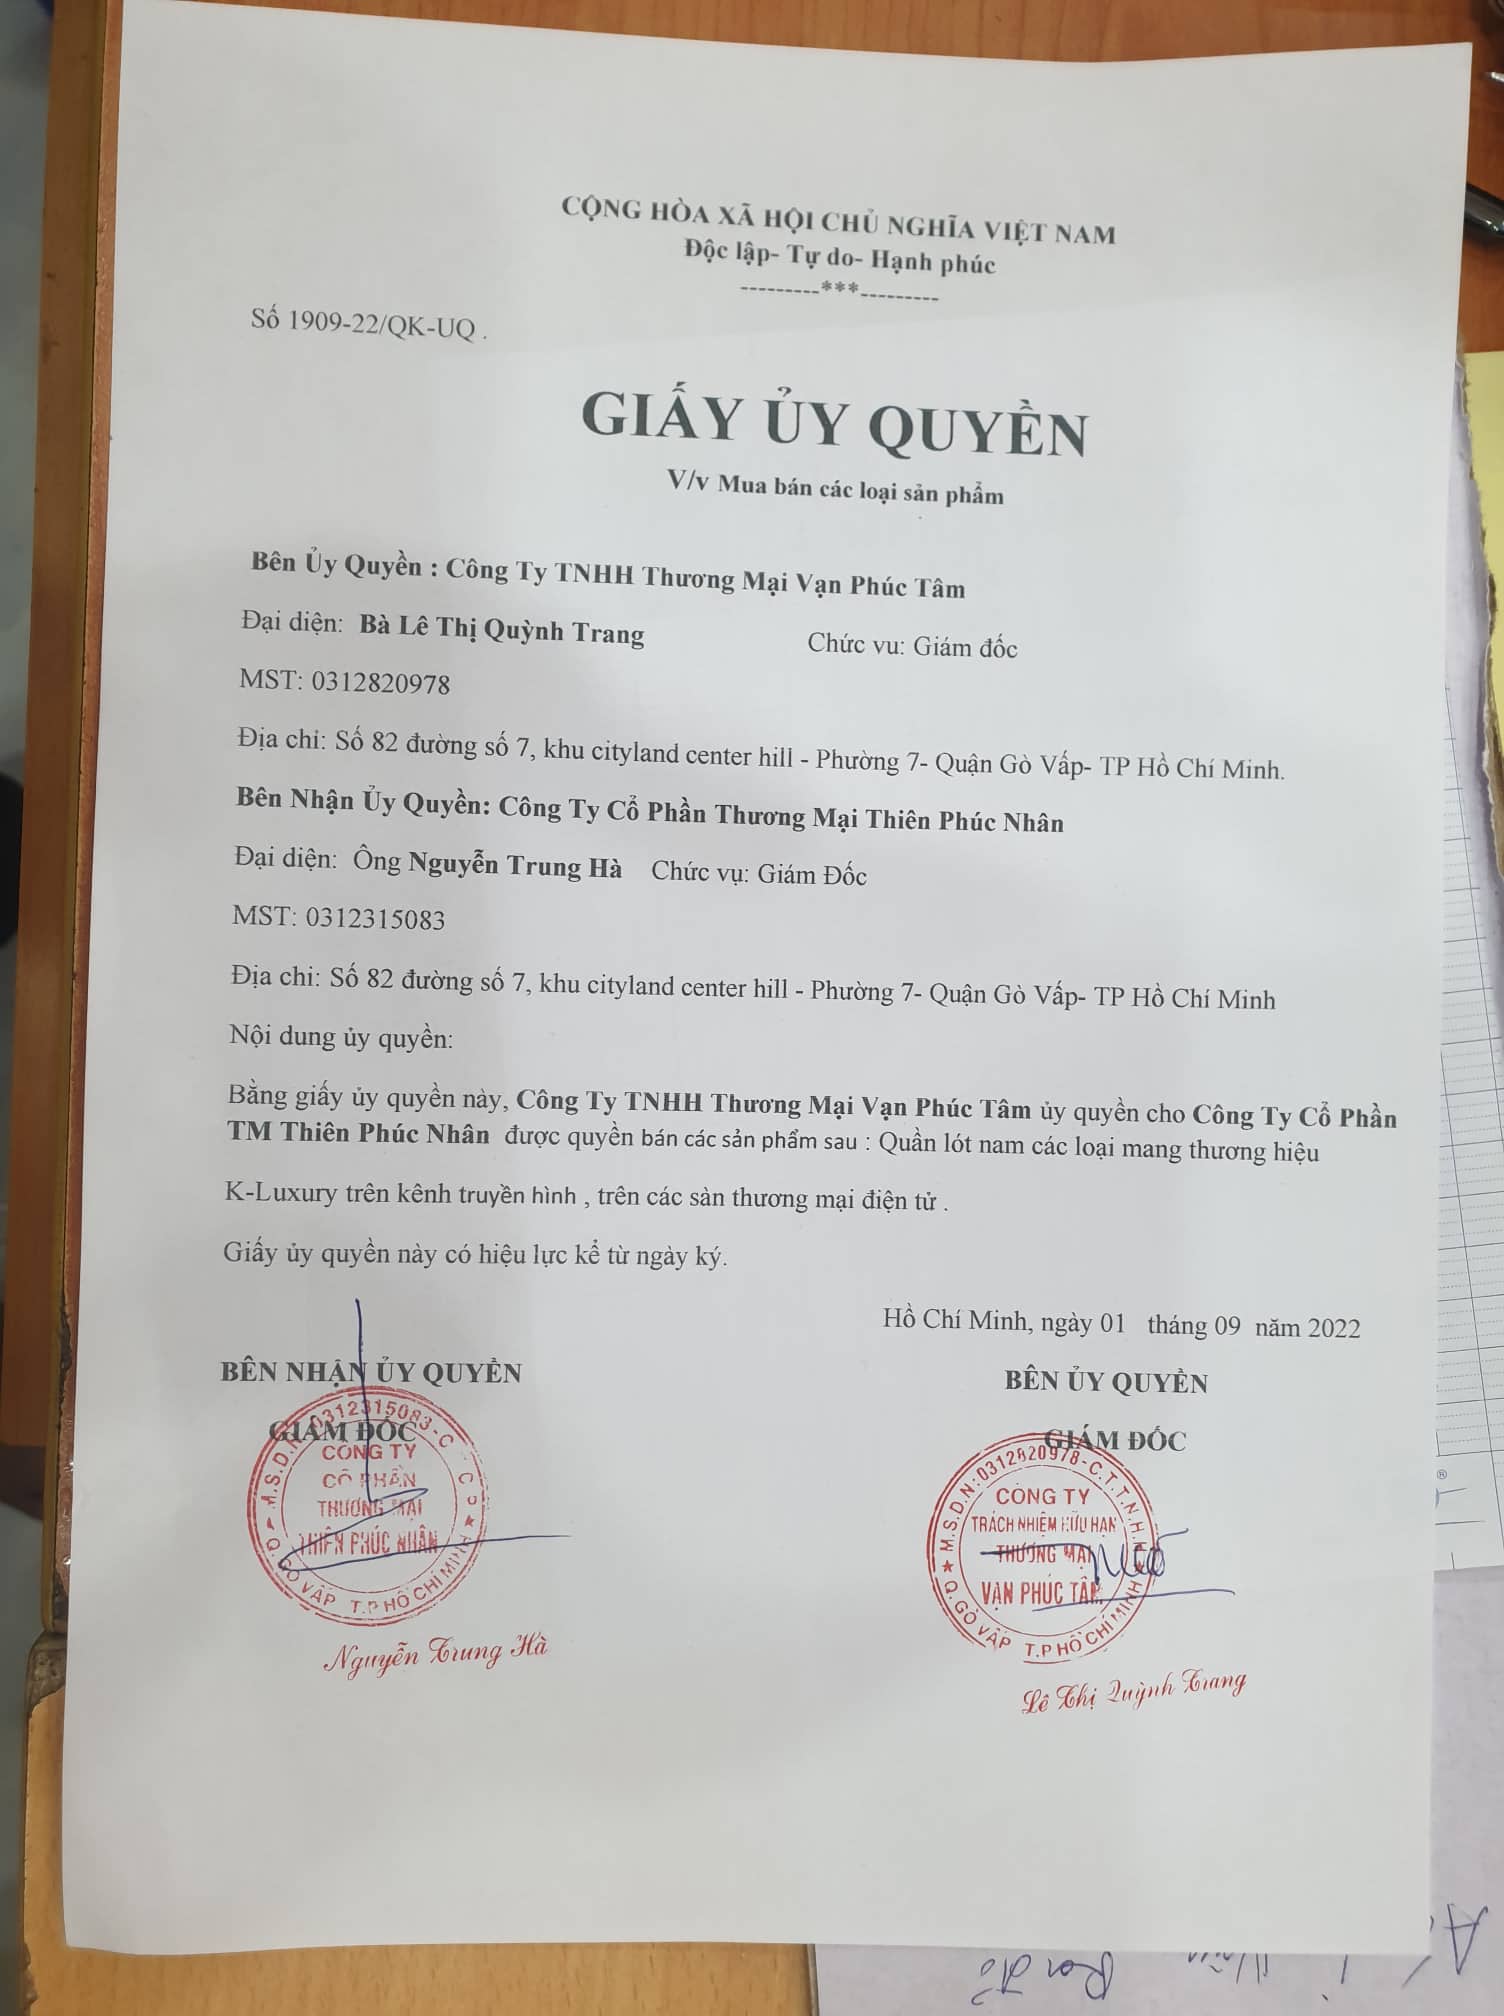 CỘNG HÒA XÃ HỘI CHỦ NGHĨA VIỆT NAM
Độc lập- Tự do- Hạnh phúc
---------***---------
Số 1909-22/QK-UQ .
GIẤY ỦY QUYỀN
V/v Mua bán các loại sản phẩm
Bên Ủy Quyền : Công Ty TNHH Thương Mại Vạn Phúc Tâm
Đại diện: Bà Lê Thị Quỳnh Trang Chức vu: Giám đốc
MST: 0312820978
Địa chỉ: Số 82 đường số 7, khu cityland center hill - Phường 7- Quận Gò Vấp- TP Hồ Chí Minh.
Bên Nhận Ủy Quyền: Công Ty Cổ Phần Thương Mại Thiên Phúc Nhân
Đại diện: Ông Nguyễn Trung Hà Chức vụ: Giám Đốc
MST: 0312315083
Địa chi: Số 82 đường số 7, khu cityland center hill - Phường 7- Quận Gò Vấp- TP Hồ Chí Minh
Nội dung ủy quyền:
Bằng giấy ủy quyền này, Công Ty TNHH Thương Mại Vạn Phúc Tâm ủy quyền cho Công Ty Cổ Phần
TM Thiên Phúc Nhân được quyền bán các sản phẩm sau : Quần lót nam các loại mang thương hiệu
K-Luxury trên kênh truyền hình , trên các sàn thương mại điện tử .
Giấy ủy quyền này có hiệu lực kể từ ngày ký.
Hồ Chí Minh, ngày 01 tháng 09 năm 2022
BÊN NHẬN ỦY QUYỀN
GIÁM ĐỐC
M.S.D.N: 0312315083-C
CÔNG TY
CỔ PHẦN
THƯƠNG MẠI
THIÊN PHÚC NHÂN
Q. GÒ VẤP T.P HỒ CHÍ MINH
Nguyễn Trung Hà
BÊN ỦY QUYỀN
GIÁM ĐỐC
M.S.D.N:0312820978-C.T.T.N.H.H
CÔNG TY
TRÁCH NHIỆM HỮU HẠN
THƯƠNG MẠI
VẠN PHÚC TÂM
Q. GÒ VẤP T.P HỒ CHÍ MINH
Lê Thị Quỳnh Trang